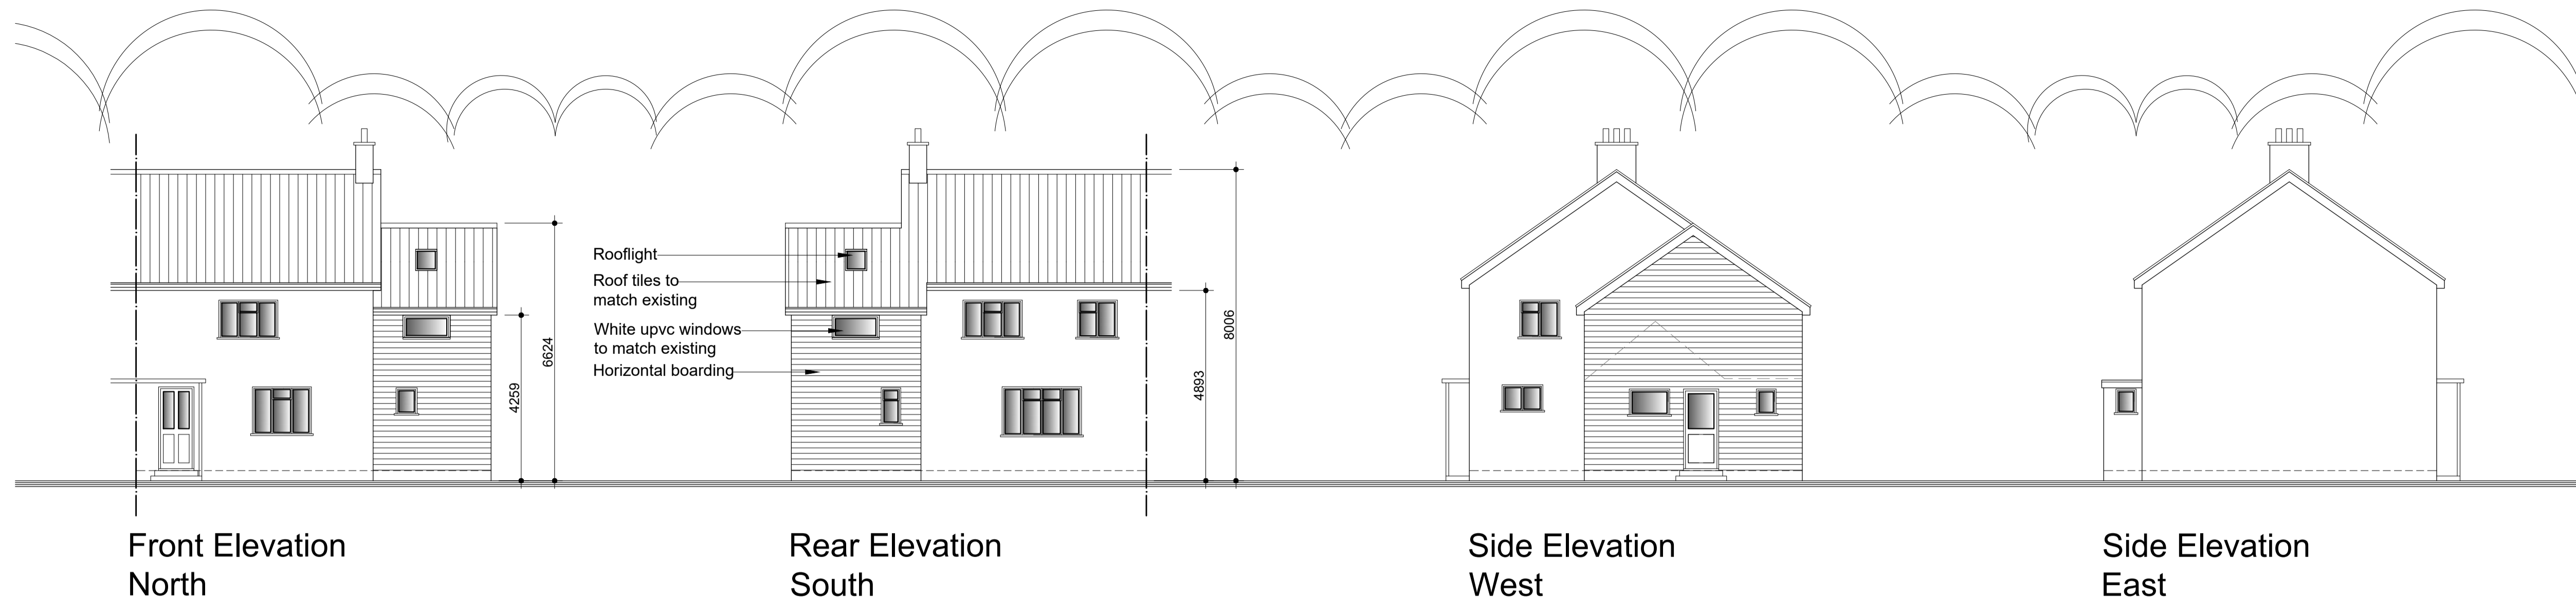 Rooflight
Roof tiles to
match existing
White upvc windows
to match existing
Horizontal boarding
4259
6624
4893
8006
Front Elevation
North
Rear Elevation
South
Side Elevation
West
Side Elevation
East